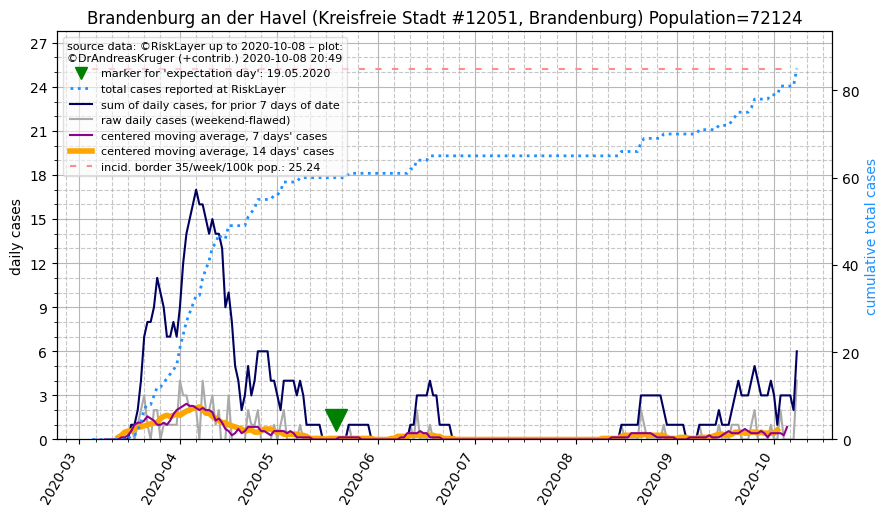 Brandenburg an der Havel (Kreisfreie Stadt #12051, Brandenburg) Population=72124
source data: ©RiskLayer up to 2020-10-08 – plot:
©DrAndreasKruger (+contrib.) 2020-10-08 20:49
marker for 'expectation day': 19.05.2020
total cases reported at RiskLayer
sum of daily cases, for prior 7 days of date
raw daily cases (weekend-flawed)
centered moving average, 7 days' cases
centered moving average, 14 days' cases
incid. border 35/week/100k pop.: 25.24
daily cases
27
24
21
18
15
12
9
6
3
0
cumulative total cases
80
60
40
20
0
2020-03
2020-04
2020-05
2020-06
2020-07
2020-08
2020-09
2020-10